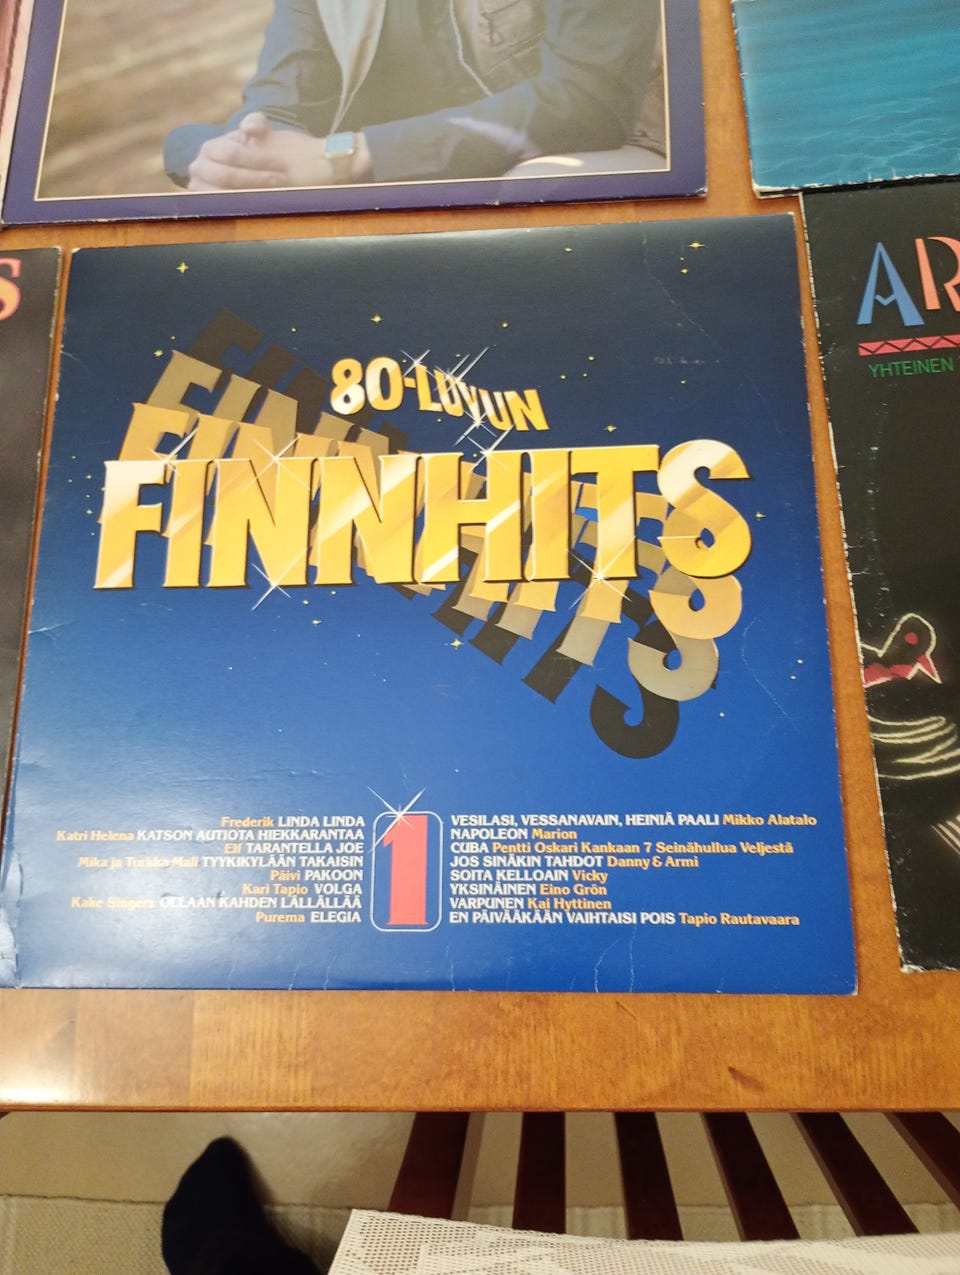 S
80-LUVUN
FINNHITS
Frederik LINDA LINDA
Katri Helena KATSON AUTIOTA HIEKKARANTAA
Elf TARANTELLA JOE
Mika ja Turkka Mali TYYKIKYLÄÄN TAKAISIN
Päivi PAKOON
Kari Tapio VOLGA
Kake Singers OLLAAN KAHDEN LÄLLÄLLÄÄ
Purema ELEGIA
1
VESILASI, VESSANAVAIN, HEINIÄ PAALI Mikko Alatalo
NAPOLEON Marion
CUBA Pentti Oskari Kankaan 7 Seinähullua Veljestä
JOS SINÄKIN TAHDOT Danny & Armi
SOITA KELLOAIN Vicky
YKSINÄINEN Eino Grön
VARPUNEN Kai Hyttinen
EN PÄIVÄÄKÄÄN VAIHTAISI POIS Tapio Rautavaara
AR
YHTEINEN